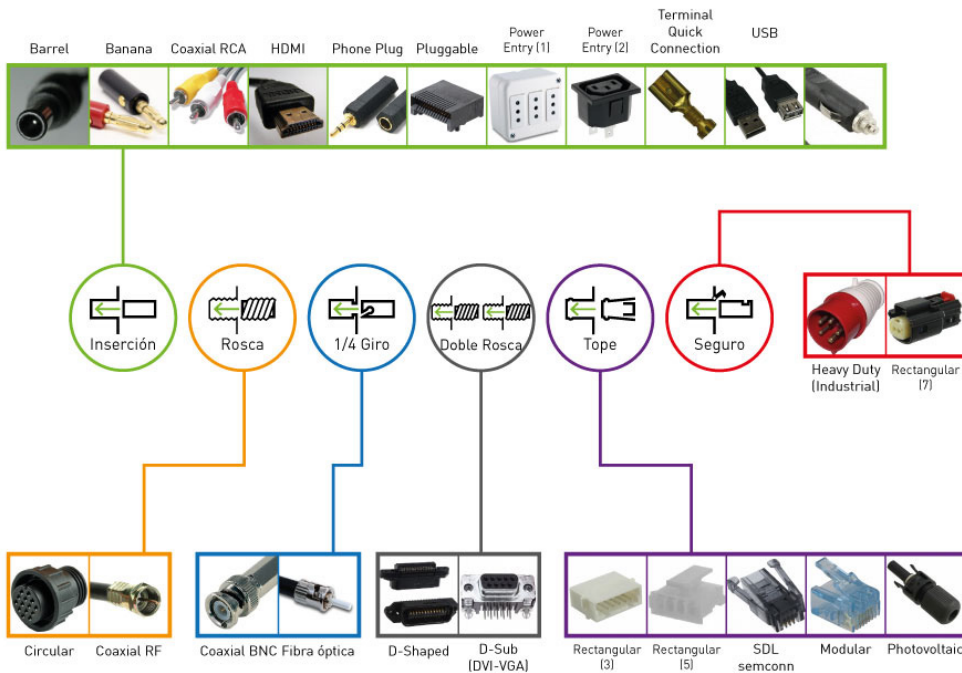 Barrel
Banana
Coaxial RCA
HDMI
Phone Plug
Pluggable
Power
Entry (1)
Power
Entry (2)
Terminal
Quick
Connection
USB
Inserción
Rosca
1/4 Giro
Doble Rosca
Tope
Seguro
Heavy Duty
(Industrial)
Rectangular
(7)
Circular
Coaxial RF
Coaxial BNC
Fibra óptica
D-Shaped
D-Sub
(DVI-VGA)
Rectangular
(3)
Rectangular
(5)
SDL
semconn
Modular
Photovoltaic